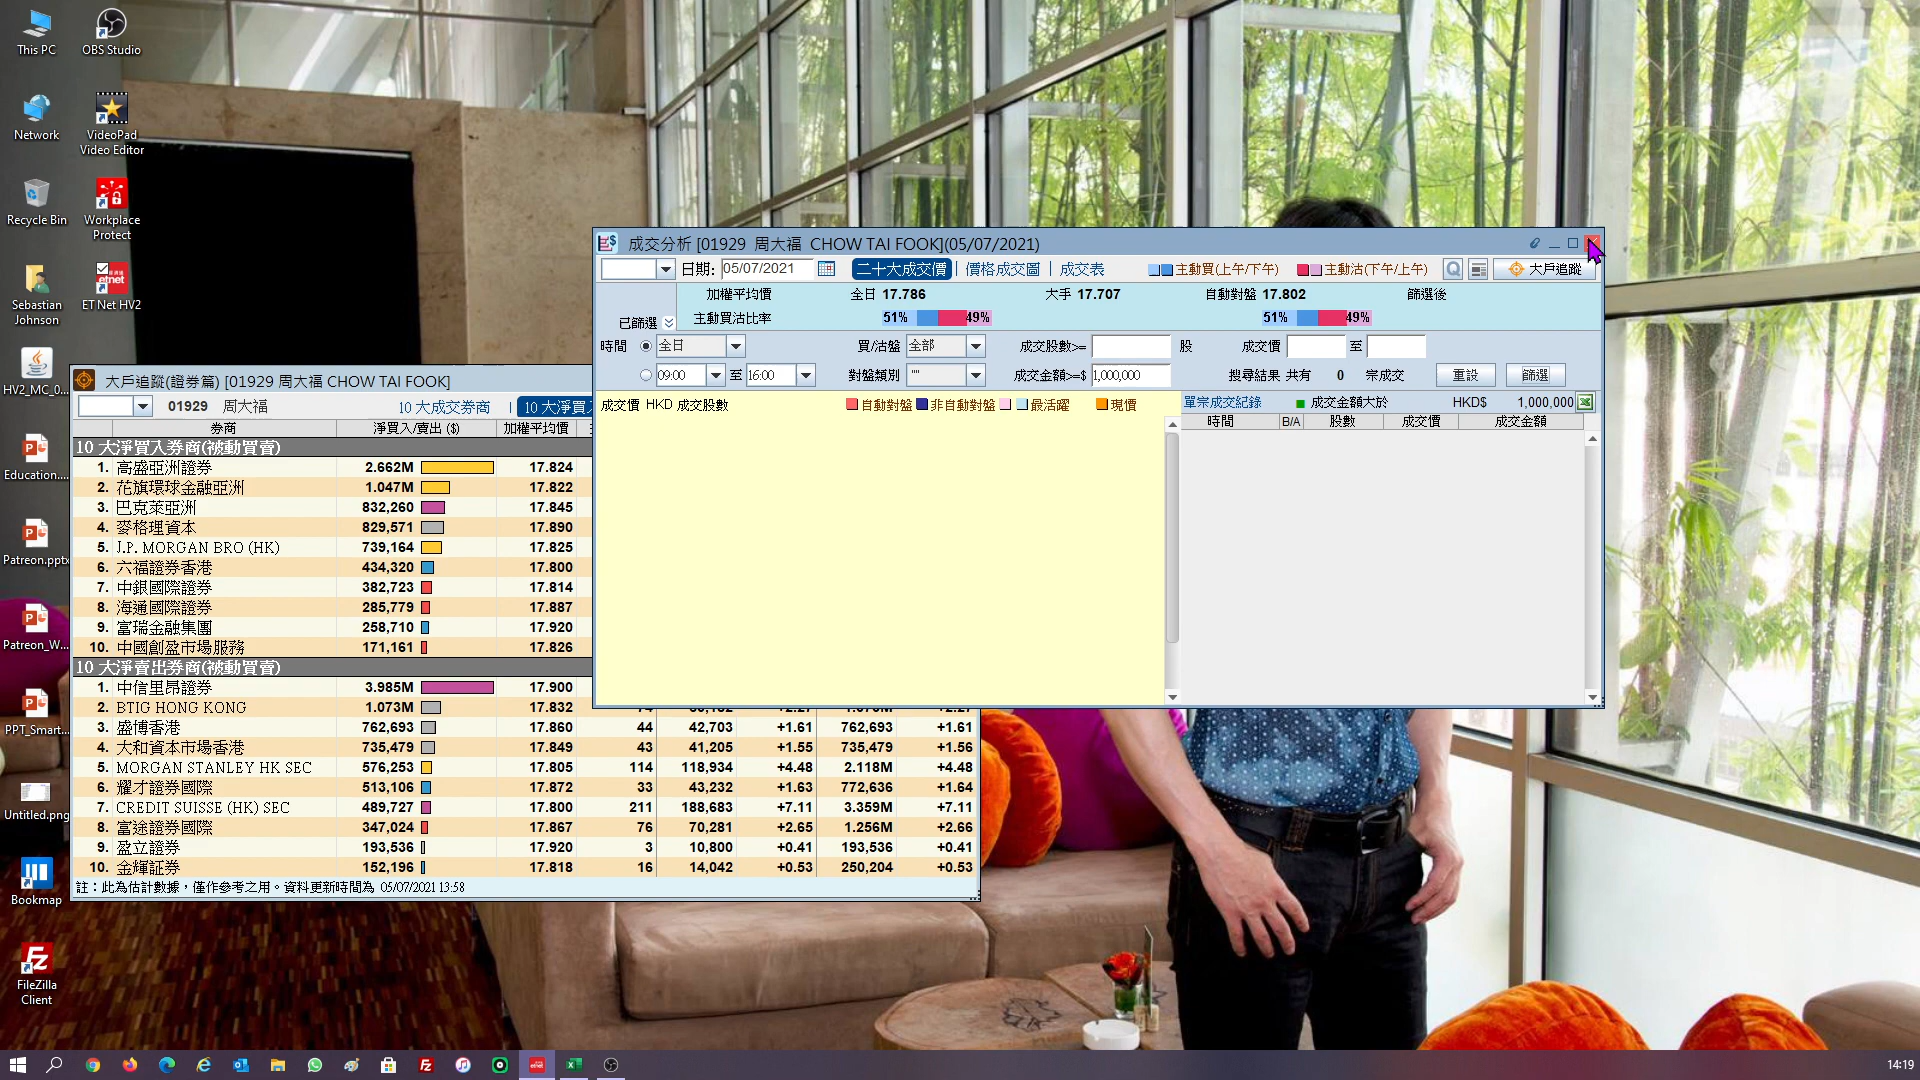 This PC
OBS Studio
Network
VideoPad
Video Editor
Recycle Bin
Workplace
Protect
Sebastian
Johnson
ET Net HV2
HV2_MC_0...
Education....
Patreon.pptx
Patreon_W...
PPT_Smart...
Untitled.png
Bookmap
FileZilla
Client
大戶追蹤(證券篇) [01929 周大福 CHOW TAI FOOK]
01929 周大福 10 大成交券商 | 10 大淨買
券商 淨買入/賣出 ($) 加權平均價
10 大淨買入券商(被動買賣)
1. 高盛亞洲證券 2.662M 17.824
2. 花旗環球金融亞洲 1.047M 17.822
3. 巴克萊亞洲 832,260 17.845
4. 麥格理資本 829,571 17.890
5. J.P. MORGAN BRO (HK) 739,164 17.825
6. 六福證券香港 434,320 17.800
7. 中銀國際證券 382,723 17.814
8. 海通國際證券 285,779 17.887
9. 富瑞金融集團 258,710 17.920
10. 中國創盈市場服務 171,161 17.826
10 大淨賣出券商(被動買賣)
1. 中信里昂證券 3.985M 17.900
2. BTIG HONG KONG 1.073M 17.832
3. 盛博香港 762,693 17.860 44 42,703 +1.61 762,693 +1.61
4. 大和資本市場香港 735,479 17.849 43 41,205 +1.55 735,479 +1.56
5. MORGAN STANLEY HK SEC 576,253 17.805 114 118,934 +4.48 2.118M +4.48
6. 耀才證券國際 513,106 17.872 33 43,232 +1.63 772,636 +1.64
7. CREDIT SUISSE (HK) SEC 489,727 17.800 211 188,683 +7.11 3.359M +7.11
8. 富途證券國際 347,024 17.867 76 70,281 +2.65 1.256M +2.66
9. 盈立證券 193,536 17.920 3 10,800 +0.41 193,536 +0.41
10. 金輝証券 152,196 17.818 16 14,042 +0.53 250,204 +0.53
註：此為估計數據，僅作參考之用。資料更新時間為 05/07/2021 13:58
成交分析 [01929 周大福 CHOW TAI FOOK](05/07/2021)
日期: 05/07/2021 二十大成交價 | 價格成交圖 | 成交表 主動買(上午/下午) 主動沽(下午/上午) 大戶追蹤
加權平均價 全日 17.786 大手 17.707 自動對盤 17.802 篩選後
已篩選 主動買沽比率 51% 49% 51% 49%
時間 全日 買/沽盤 全部 成交股數>= 股 成交價 至
09:00 至 16:00 對盤類別 "" 成交金額>=$ 1,000,000 搜尋結果 共有 0 宗成交 重設 篩選
成交價 HKD 成交股數 自動對盤 非自動對盤 最活躍 現價
單宗成交紀錄 成交金額大於 HKD$ 1,000,000
時間 B/A 股數 成交價 成交金額
14:19